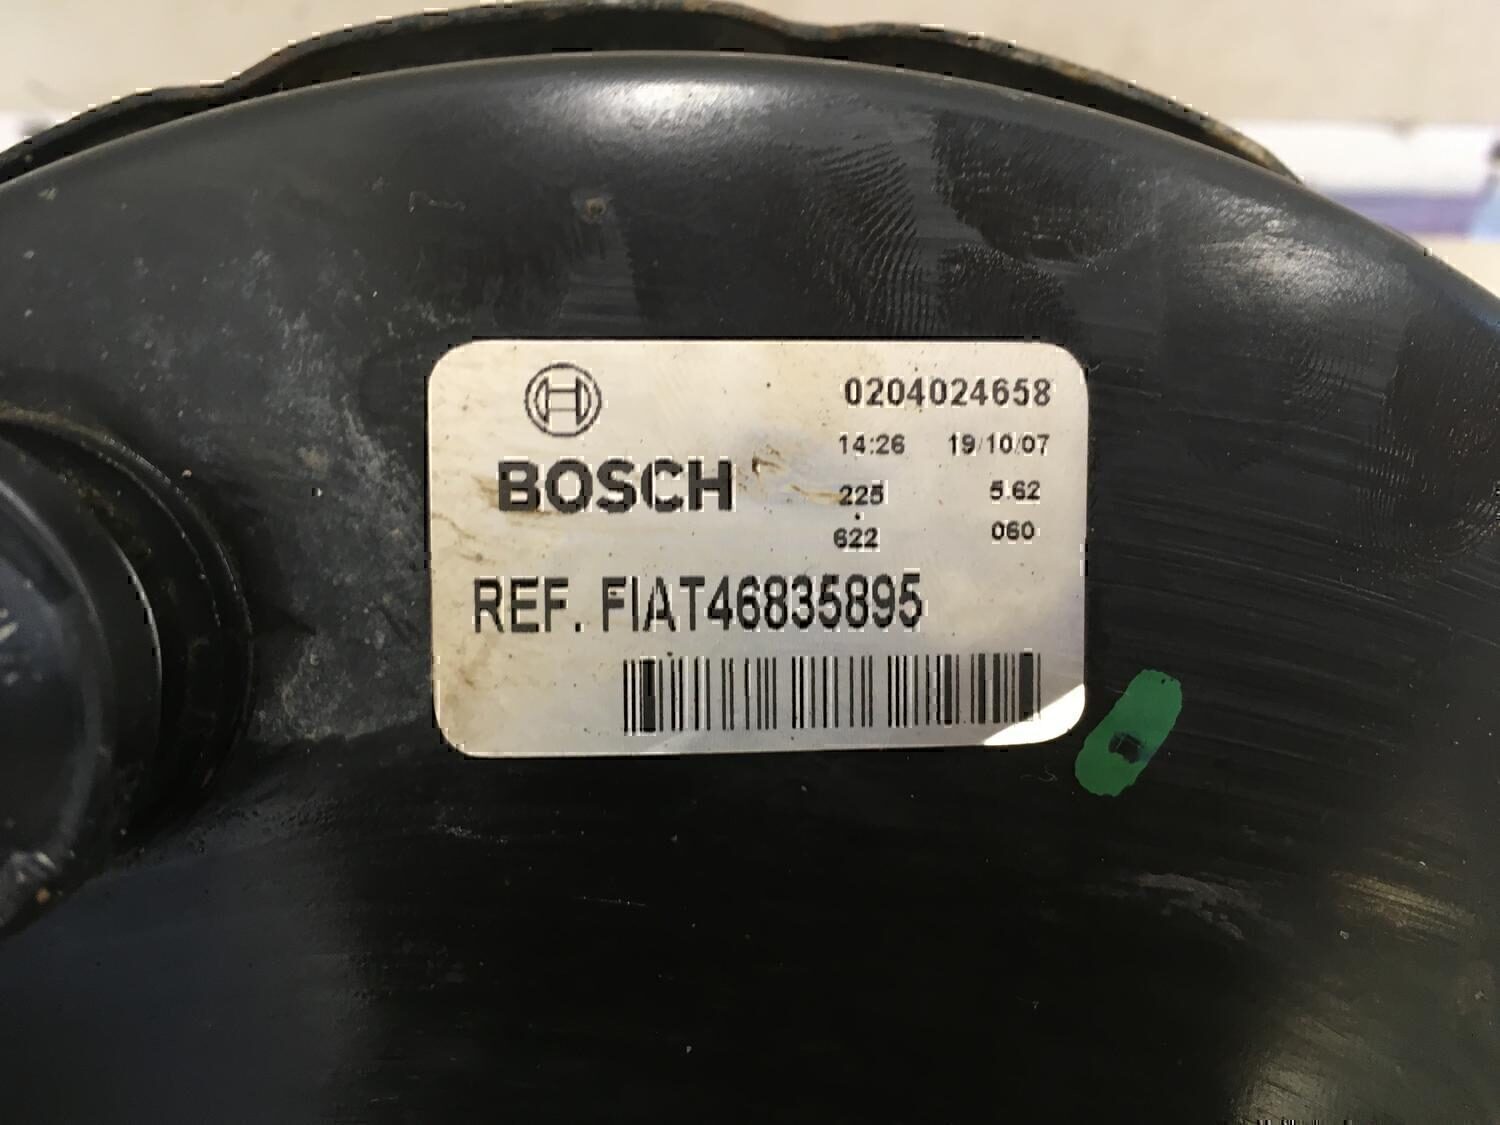 0204024658
BOSCH
14:26 19/10/07
225 5.62
622 060
REF. FIAT46835895